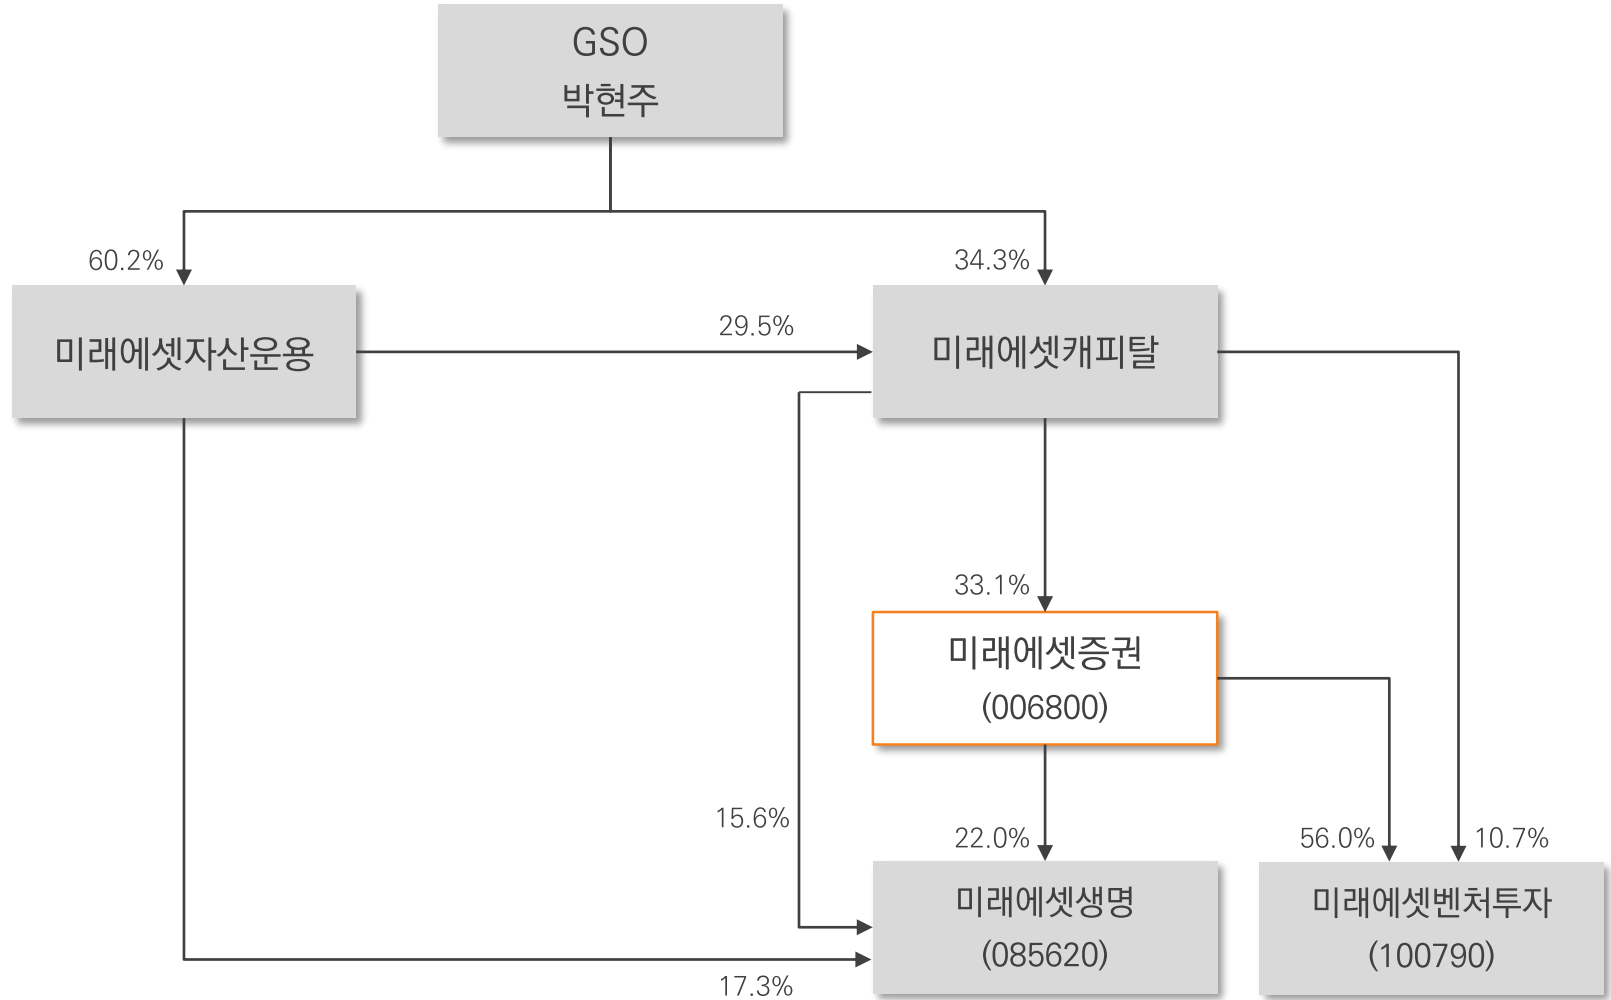 GSO
박현주
60.2%
34.3%
미래에셋자산운용
29.5%
미래에셋캐피탈
33.1%
미래에셋증권
(006800)
15.6%
22.0%
56.0%
10.7%
미래에셋생명
(085620)
미래에셋벤처투자
(100790)
17.3%